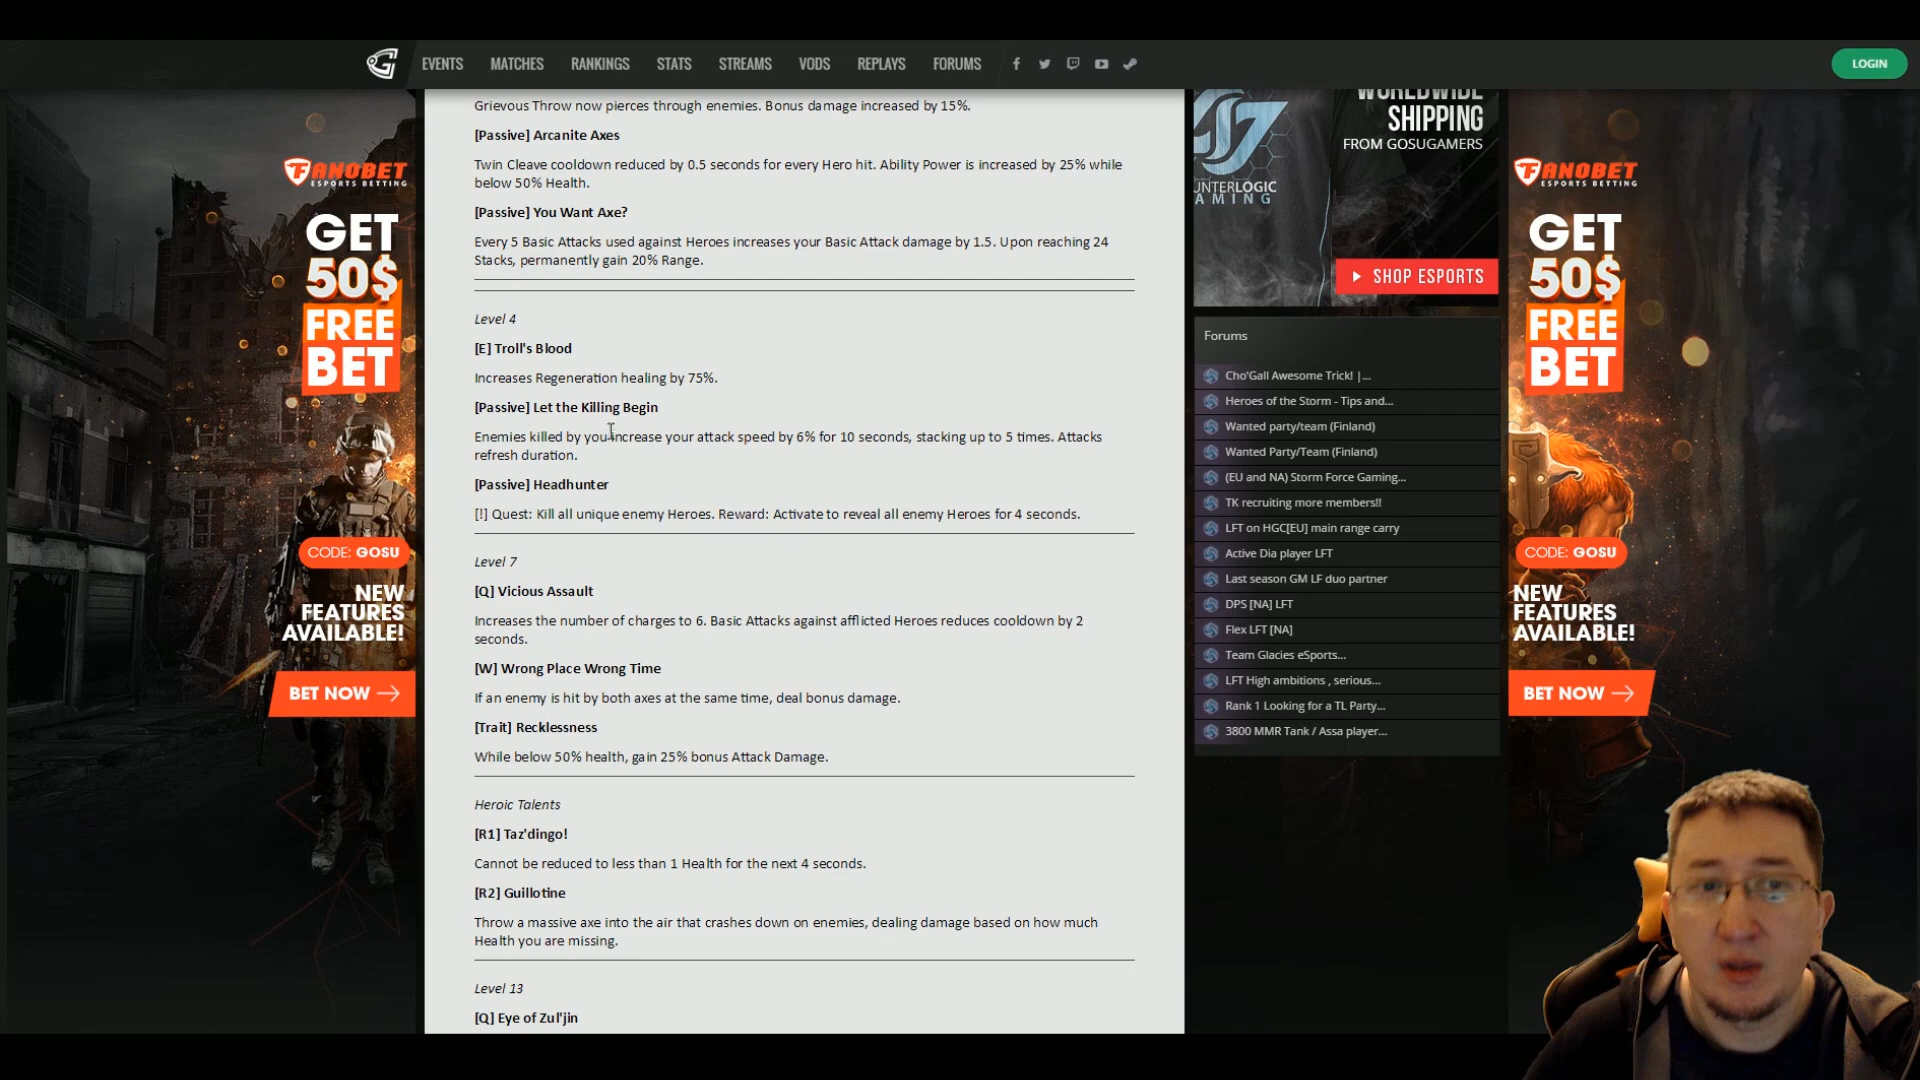 EVENTS MATCHES RANKINGS STATS STREAMS VODS REPLAYS FORUMS
LOGIN
FANOBET
ESPORTS BETTING
GET
50$
FREE
BET
CODE: GOSU
NEW
FEATURES
AVAILABLE!
BET NOW
Grievous Throw now pierces through enemies. Bonus damage increased by 15%.
[Passive] Arcanite Axes
Twin Cleave cooldown reduced by 0.5 seconds for every Hero hit. Ability Power is increased by 25% while
below 50% Health.
[Passive] You Want Axe?
Every 5 Basic Attacks used against Heroes increases your Basic Attack damage by 1.5. Upon reaching 24
Stacks, permanently gain 20% Range.
Level 4
[E] Troll's Blood
Increases Regeneration healing by 75%.
[Passive] Let the Killing Begin
Enemies killed by you increase your attack speed by 6% for 10 seconds, stacking up to 5 times. Attacks
refresh duration.
[Passive] Headhunter
[!] Quest: Kill all unique enemy Heroes. Reward: Activate to reveal all enemy Heroes for 4 seconds.
Level 7
[Q] Vicious Assault
Increases the number of charges to 6. Basic Attacks against afflicted Heroes reduces cooldown by 2
seconds.
[W] Wrong Place Wrong Time
If an enemy is hit by both axes at the same time, deal bonus damage.
[Trait] Recklessness
While below 50% health, gain 25% bonus Attack Damage.
Heroic Talents
[R1] Taz'dingo!
Cannot be reduced to less than 1 Health for the next 4 seconds.
[R2] Guillotine
Throw a massive axe into the air that crashes down on enemies, dealing damage based on how much
Health you are missing.
Level 13
[Q] Eye of Zul'jin
WORLDWIDE
SHIPPING
FROM GOSUGAMERS
UNTERLOGIC
AMING
SHOP ESPORTS
Forums
Cho'Gall Awesome Trick! |...
Heroes of the Storm - Tips and...
Wanted party/team (Finland)
Wanted Party/Team (Finland)
(EU and NA) Storm Force Gaming...
TK recruiting more members!!
LFT on HGC[EU] main range carry
Active Dia player LFT
Last season GM LF duo partner
DPS [NA] LFT
Flex LFT [NA]
Team Glacies eSports...
LFT High ambitions , serious...
Rank 1 Looking for a TL Party...
3800 MMR Tank / Assa player...
FANOBET
ESPORTS BETTING
GET
50$
FREE
BET
CODE: GOSU
NEW
FEATURES
AVAILABLE!
BET NOW